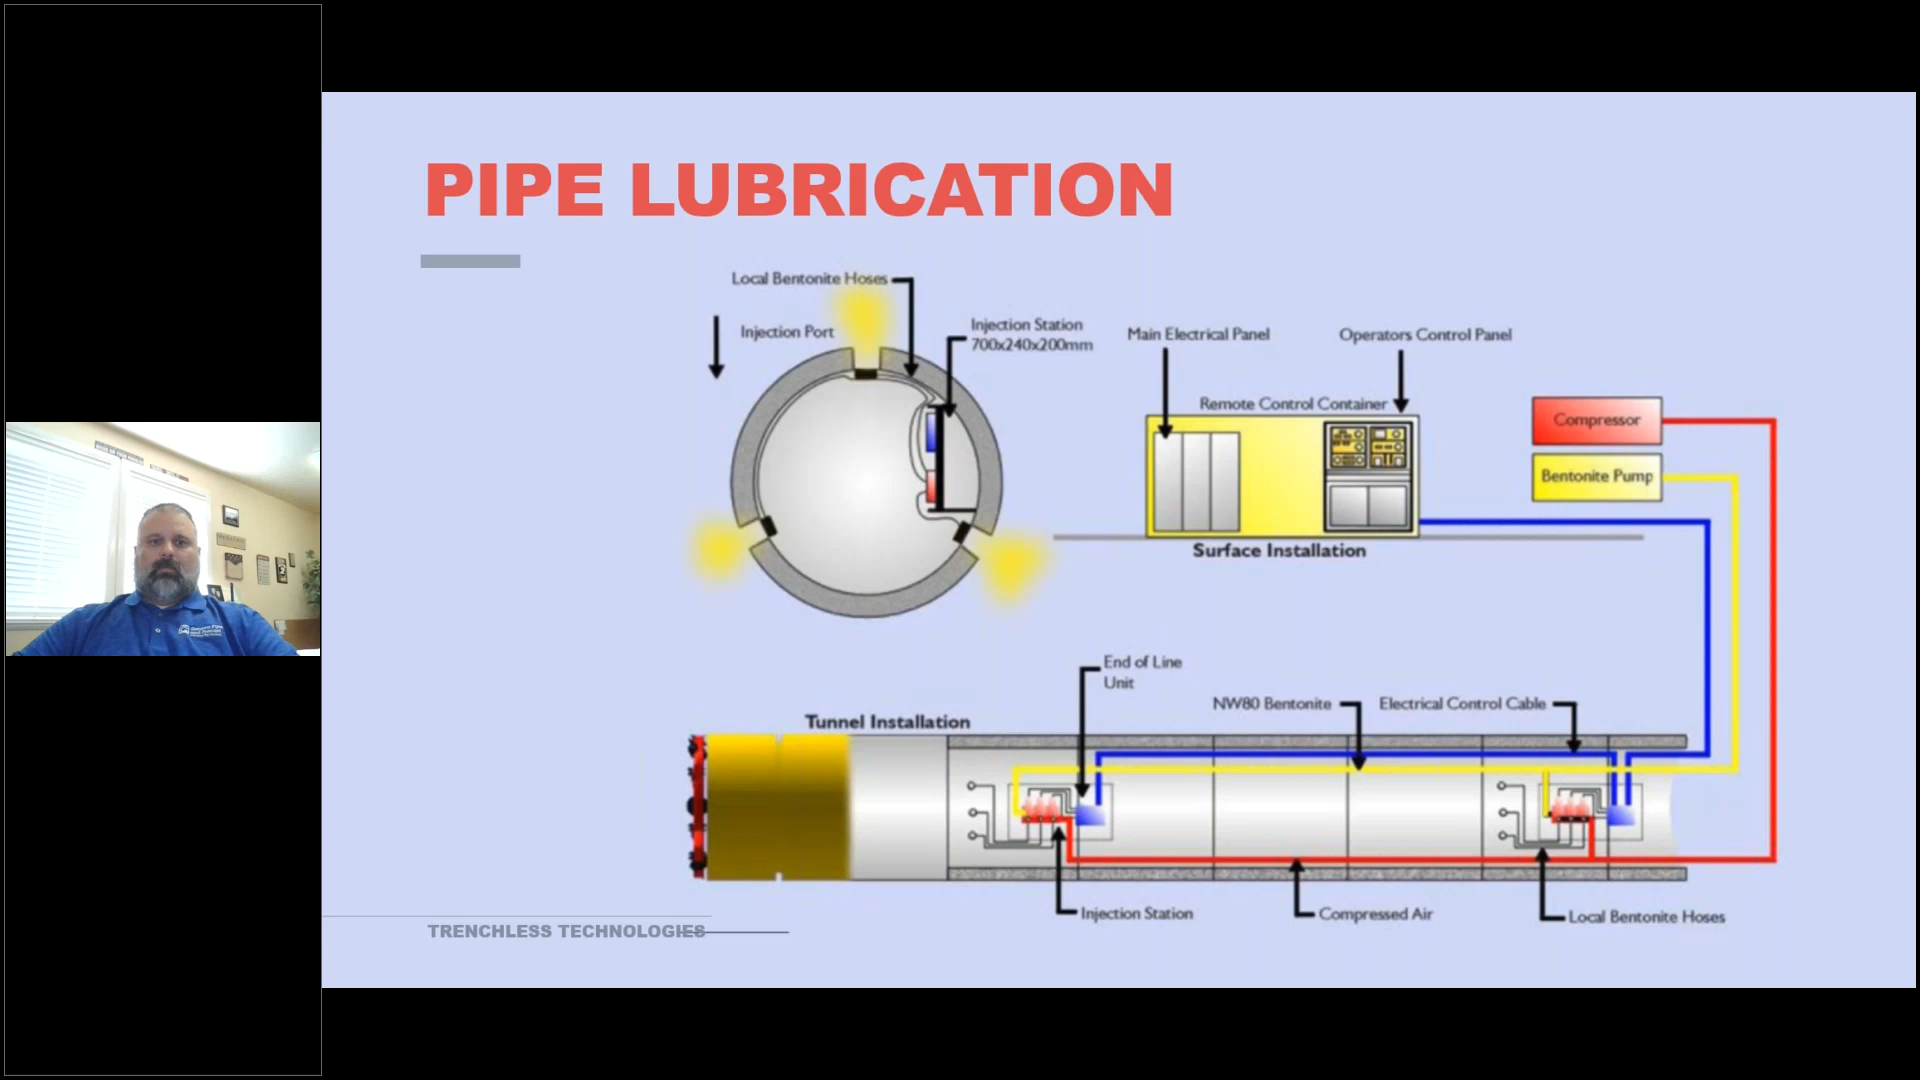 PIPE LUBRICATION
Local Bentonite Hoses
Injection Port
Injection Station
700x240x200mm
Main Electrical Panel
Operators Control Panel
Remote Control Container
Compressor
Bentonite Pump
Surface Installation
End of Line
Unit
NW80 Bentonite
Electrical Control Cable
Tunnel Installation
Injection Station
Compressed Air
Local Bentonite Hoses
TRENCHLESS TECHNOLOGIES